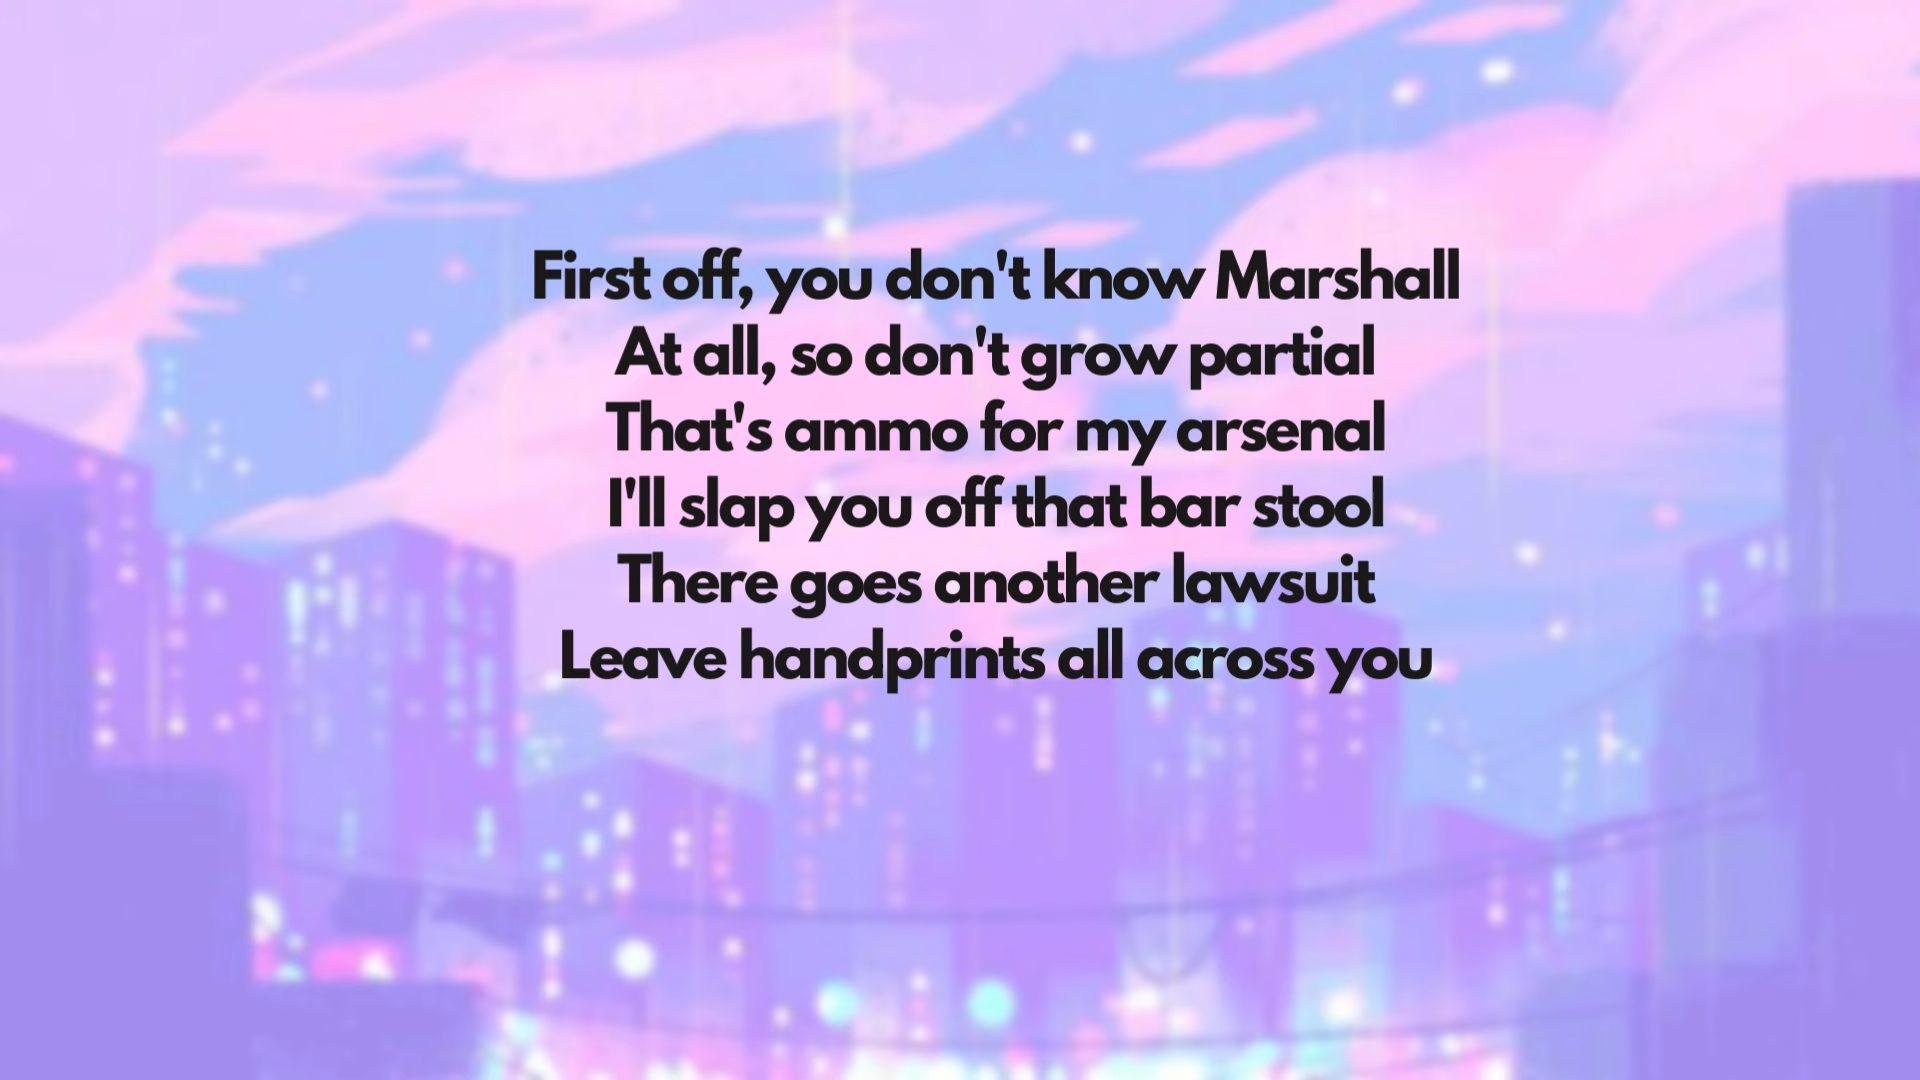 First off, you don't know Marshall
At all, so don't grow partial
That's ammo for my arsenal
I'll slap you off that bar stool
There goes another lawsuit
Leave handprints all across you